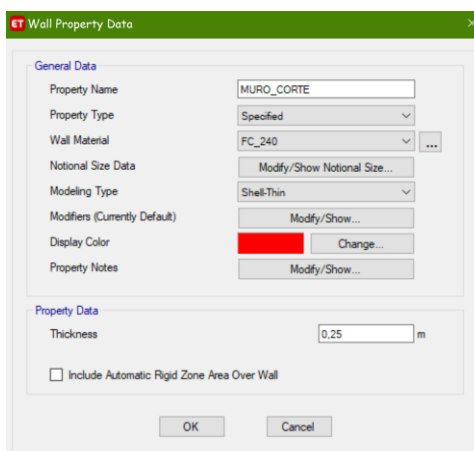 ET Wall Property Data
General Data
Property Name MURO_CORTE
Property Type Specified
Wall Material FC_240 ...
Notional Size Data Modify/Show Notional Size...
Modeling Type Shell-Thin
Modifiers (Currently Default) Modify/Show...
Display Color Change...
Property Notes Modify/Show...
Property Data
Thickness 0,25 m
Include Automatic Rigid Zone Area Over Wall
OK Cancel